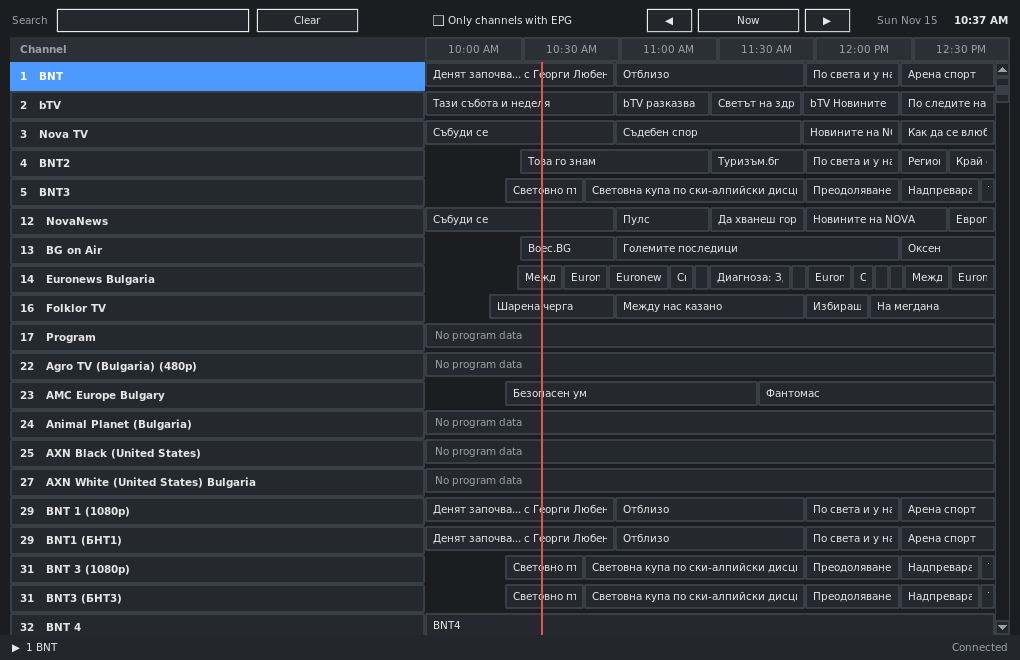 Search Clear Only channels with EPG ◀ Now ▶ Sun Nov 15 10:37 AM
Channel 10:00 AM 10:30 AM 11:00 AM 11:30 AM 12:00 PM 12:30 PM
1 BNT Денят започва... с Георги Любен Отблизо По света и у на Арена спорт
2 bTV Тази събота и неделя bTV разказва Светът на здр bTV Новините По следите на
3 Nova TV Събуди се Съдебен спор Новините на Как да се влюб
4 BNT2 Това го знам Туризъм.бг По света и у на Регион Край
5 BNT3 Световно Световна купа по ски-алпийски дисци Преодоляване Надпревара
12 NovaNews Събуди се Пулс Да хванеш гор Новините на NOVA Европ
13 BG on Air Boec.BG Големите последици Оксен
14 Euronews Bulgaria Межд Euron Euronew Диагноза: З Euron С Межд Euron
16 Folklor TV Шарена черга Между нас казано Избираш На мегдана
17 Program No program data
22 Agro TV (Bulgaria) (480p) No program data
23 AMC Europe Bulgary Безопасен ум Фантомас
24 Animal Planet (Bulgaria) No program data
25 AXN Black (United States) No program data
27 AXN White (United States) Bulgaria No program data
29 BNT 1 (1080p) Денят започва... с Георги Любен Отблизо По света и у на Арена спорт
29 BNT1 (БНТ1) Денят започва... с Георги Любен Отблизо По света и у на Арена спорт
31 BNT 3 (1080p) Световно Световна купа по ски-алпийски дисци Преодоляване Надпревара
31 BNT3 (БНТ3) Световно Световна купа по ски-алпийски дисци Преодоляване Надпревара
32 BNT 4 BNT4
▶ 1 BNT Connected